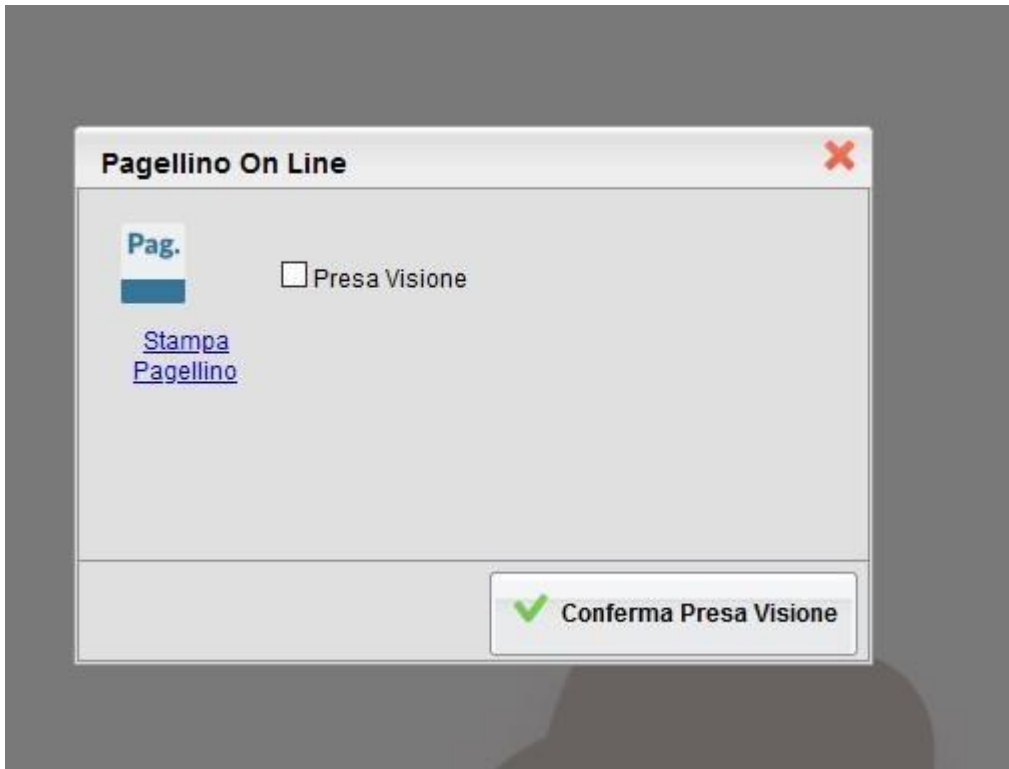 Pagellino On Line
Pag.
Presa Visione
Stampa
Pagellino
Conferma Presa Visione